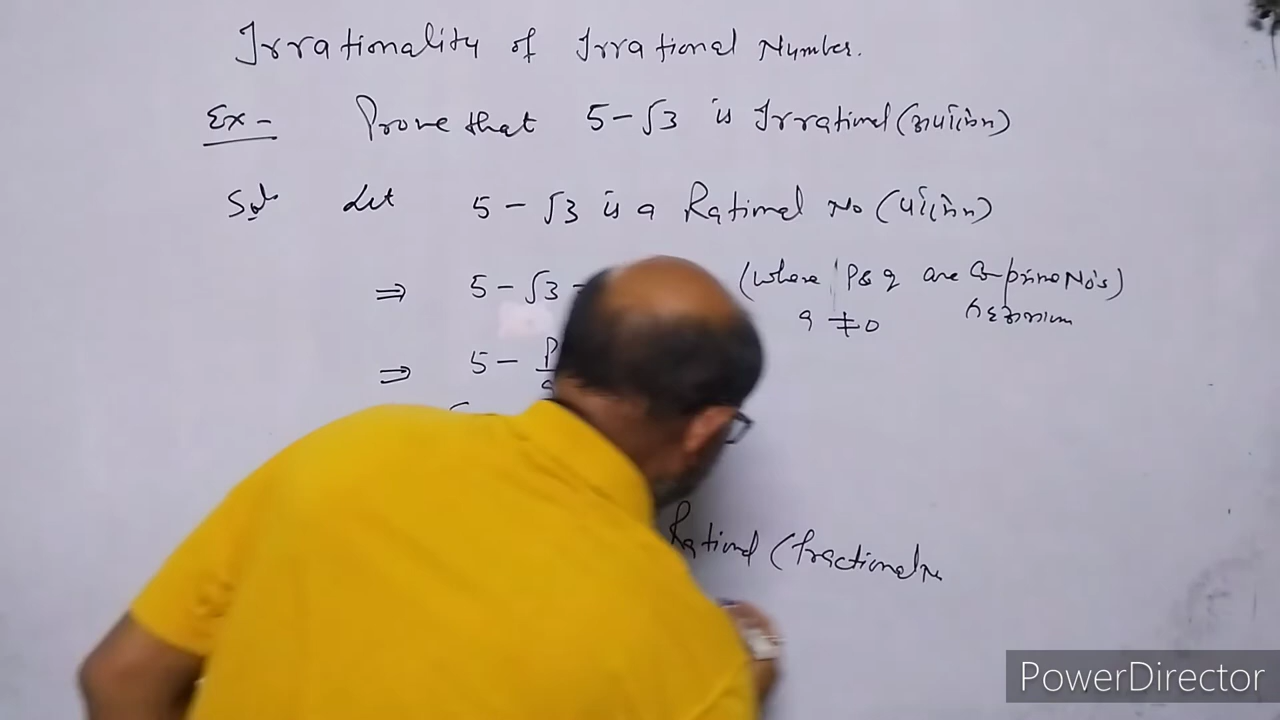 Irrationality of Irrational Number.
Ex- Prove that 5-√3 is Irrational (अपरिमेय)
Sol. Let 5-√3 is a Rational No (परिमेय)
⇒ 5-√3 (where P & q are Co-prime No's)
q ≠ 0
⇒ 5- P
Rational (fractional No
PowerDirector